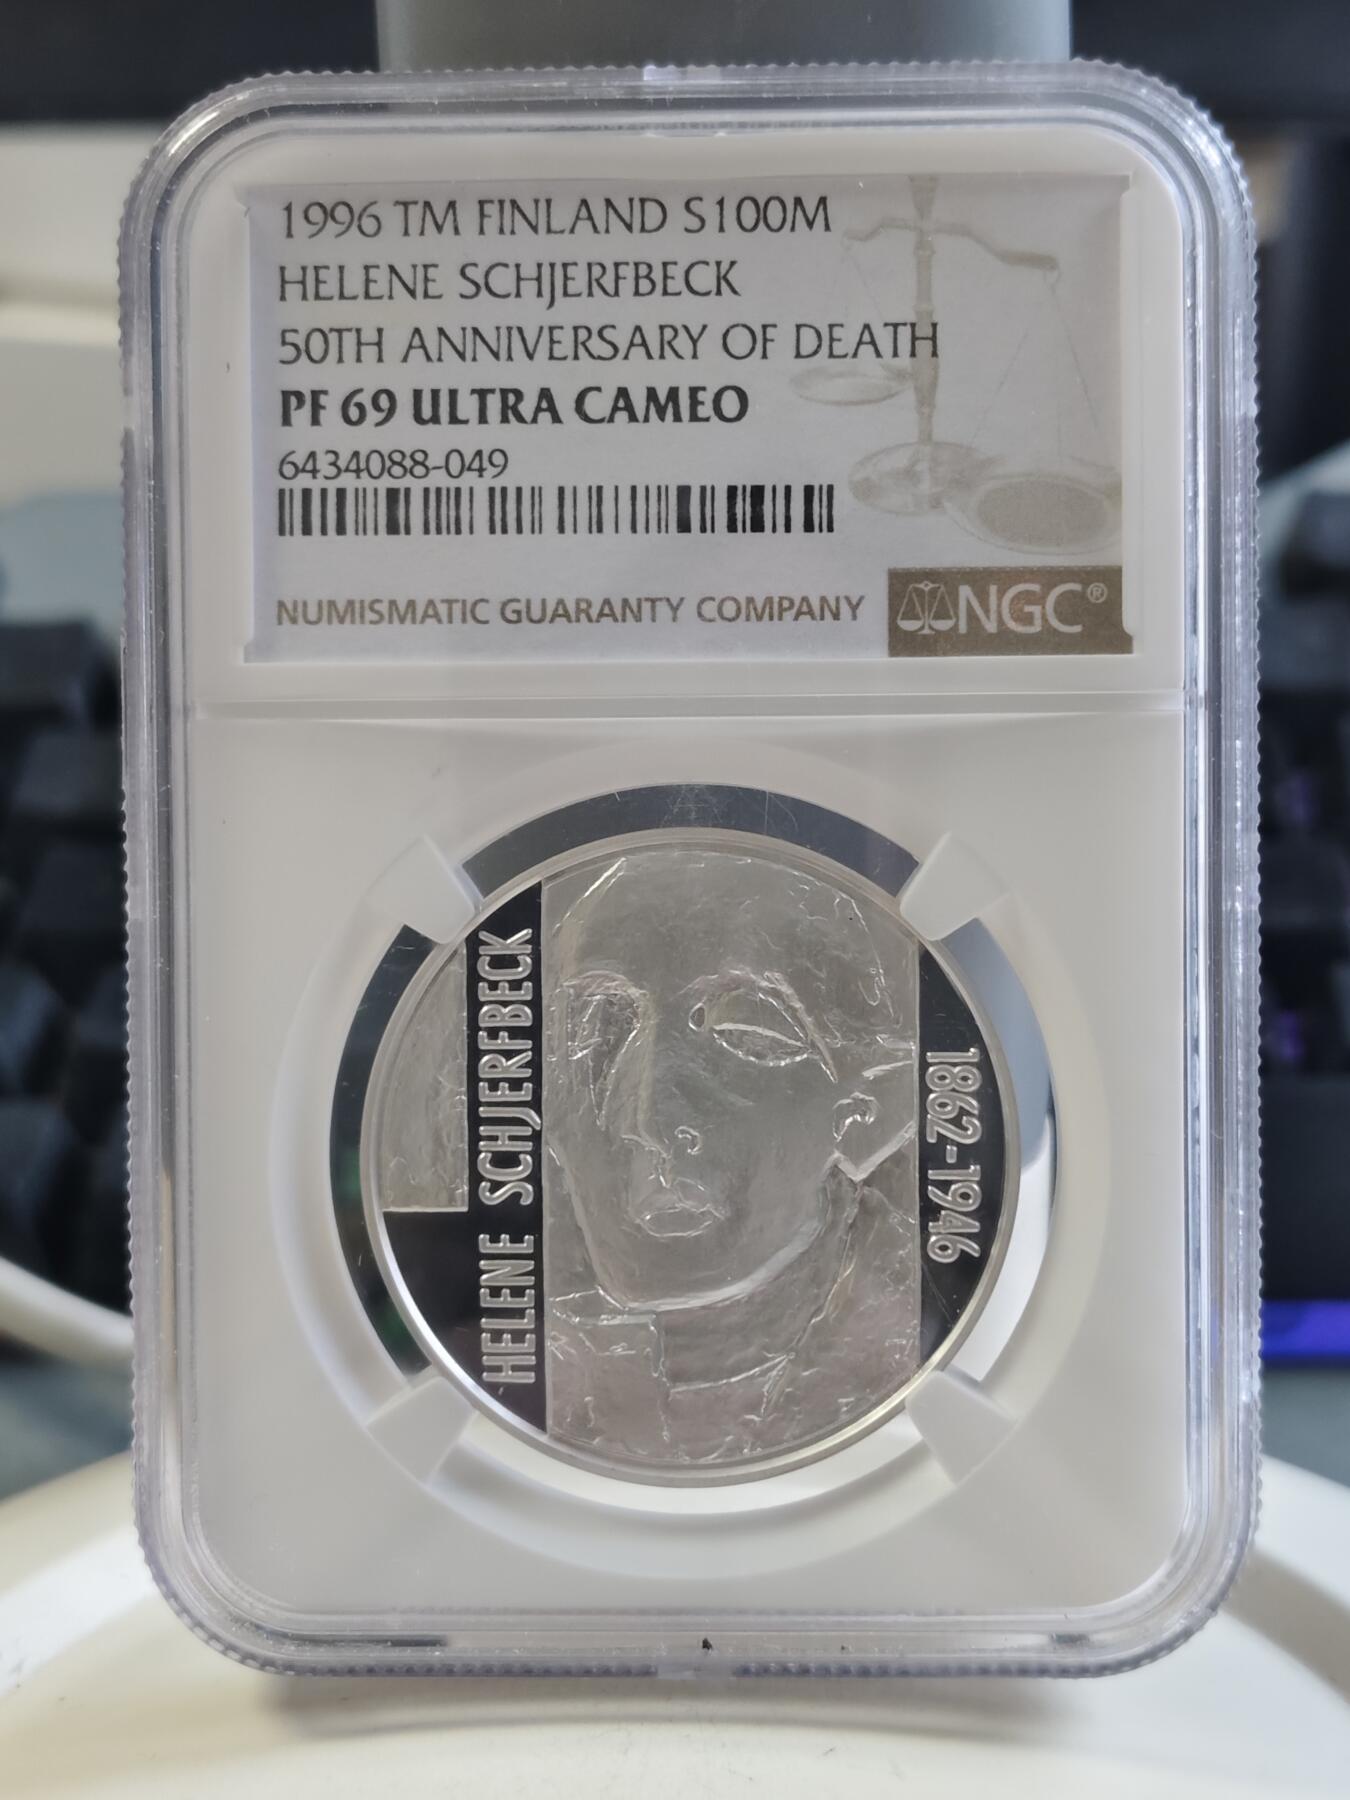 1996 TM FINLAND S100M
HELENE SCHJERFBECK
50TH ANNIVERSARY OF DEATH
PF 69 ULTRA CAMEO
6434088-049
NUMISMATIC GUARANTY COMPANY
NGC®
HELENE SCHJERFBECK
1862-1946